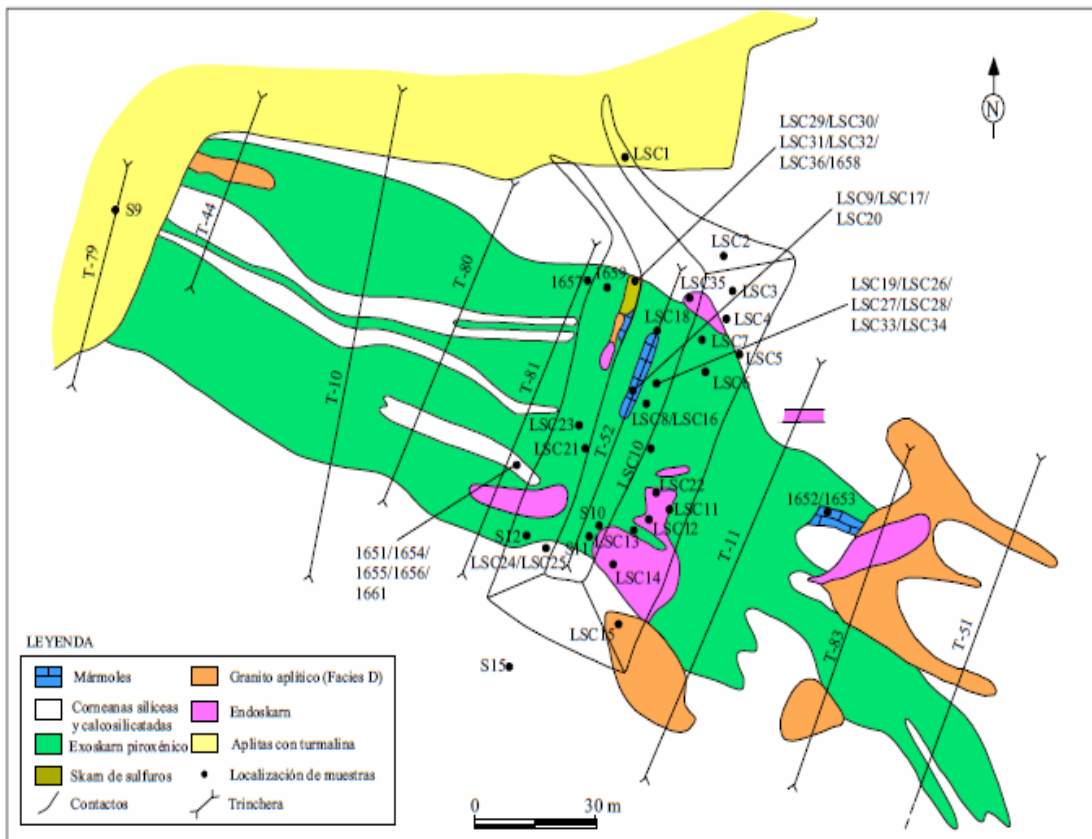 N
LSC29/LSC30/
LSC31/LSC32/
LSC36/1658
LSC1
LSC9/LSC17/
LSC20
S9
T-44
T-79
LSC2
T-80
1657
1659
LSC35
LSC3
LSC19/LSC26/
LSC27/LSC28/
LSC33/LSC34
LSC4
LSC18
LSC7
LSC5
T-10
T-81
LSC6
LSC8/LSC16
LSC23
T-52
LSC21
LSC10
LSC22
1652/1653
LSC11
S10
LSC12
S12
S11
LSC13
T-11
LSC24/LSC25
1651/1654/
1655/1656/
1661
LSC14
LSC15
T-83
T-51
S15
LEYENDA
Mármoles
Granito aplítico (Facies D)
Corneanas silíceas
y calcosilicatadas
Endoskarn
Exoskarn piroxénico
Aplitas con turmalina
Skarn de sulfuros
Localización de muestras
Contactos
Trinchera
0 30 m